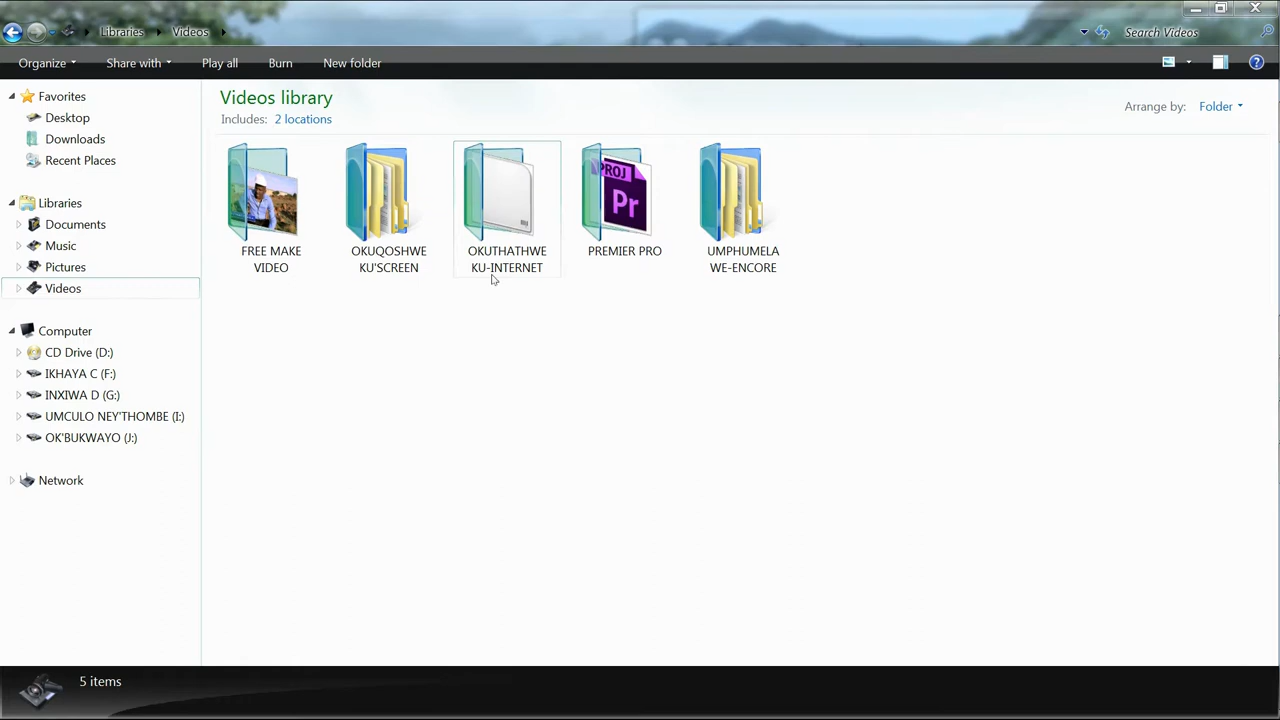 Libraries Videos
Search Videos
Organize Share with Play all Burn New folder
Favorites
Desktop
Downloads
Recent Places
Libraries
Documents
Music
Pictures
Videos
Computer
CD Drive (D:)
IKHAYA C (F:)
INXIWA D (G:)
UMCULO NEY'THOMBE (I:)
OK'BUKWAYO (J:)
Network
Videos library
Includes: 2 locations
Arrange by: Folder
PROJ
Pr
FREE MAKE
VIDEO
OKUQOSHWE
KU'SCREEN
OKUTHATHWE
KU-INTERNET
PREMIER PRO
UMPHUMELA
WE-ENCORE
5 items